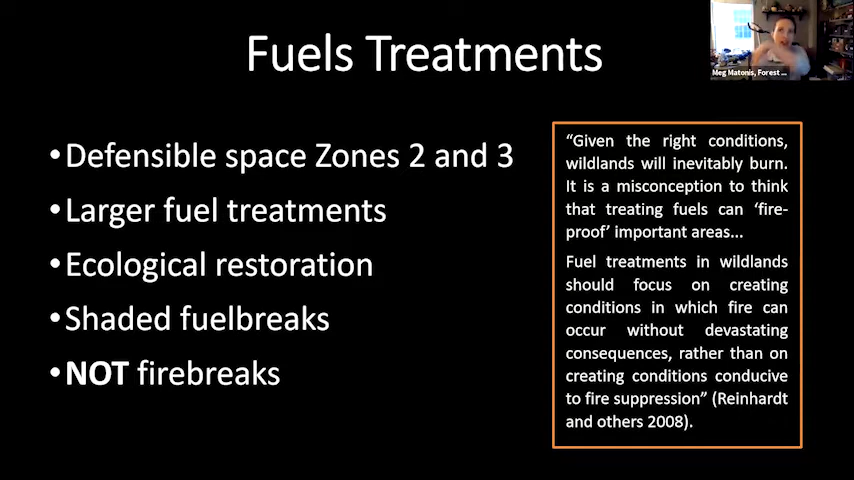 Fuels Treatments
Meg Matonis, Forest ...
•Defensible space Zones 2 and 3
•Larger fuel treatments
•Ecological restoration
•Shaded fuelbreaks
•NOT firebreaks
“Given the right conditions,
wildlands will inevitably burn.
It is a misconception to think
that treating fuels can ‘fire-
proof’ important areas...
Fuel treatments in wildlands
should focus on creating
conditions in which fire can
occur without devastating
consequences, rather than on
creating conditions conducive
to fire suppression” (Reinhardt
and others 2008).